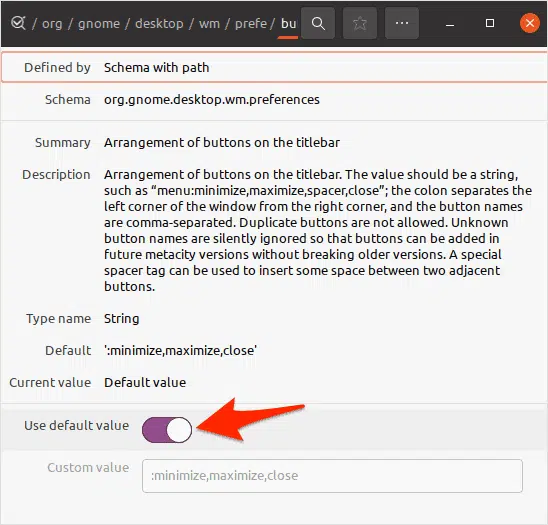 / org / gnome / desktop / wm / prefe / bu
Defined by Schema with path
Schema org.gnome.desktop.wm.preferences
Summary Arrangement of buttons on the titlebar
Description Arrangement of buttons on the titlebar. The value should be a string,
such as “menu:minimize,maximize,spacer,close”; the colon separates the
left corner of the window from the right corner, and the button names
are comma-separated. Duplicate buttons are not allowed. Unknown
button names are silently ignored so that buttons can be added in
future metacity versions without breaking older versions. A special
spacer tag can be used to insert some space between two adjacent
buttons.
Type name String
Default ':minimize,maximize,close'
Current value Default value
Use default value
Custom value :minimize,maximize,close